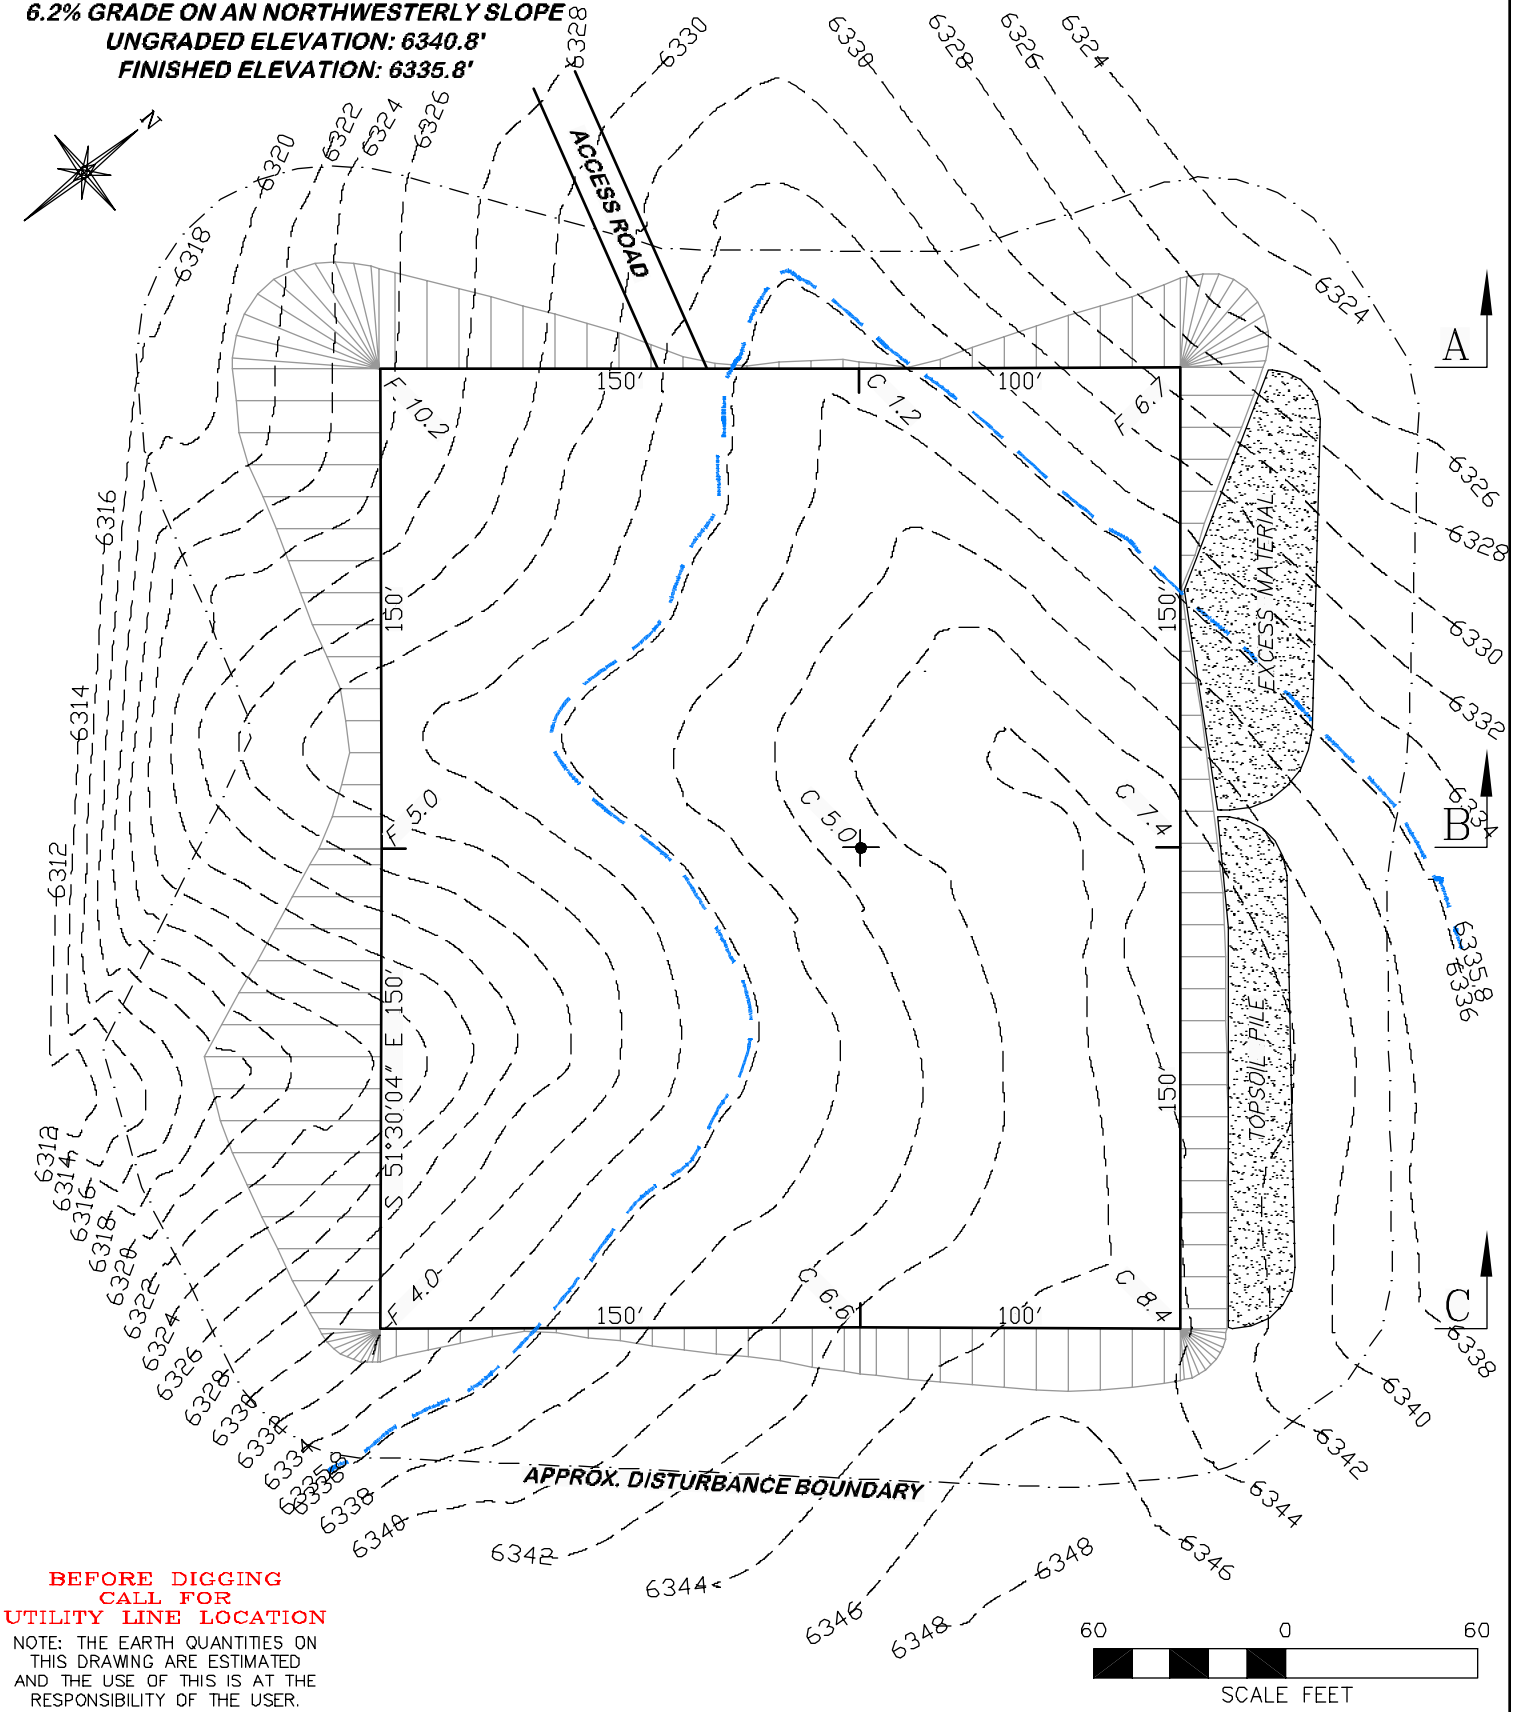 6.2% GRADE ON AN NORTHWESTERLY SLOPE
UNGRADED ELEVATION: 6340.8'
FINISHED ELEVATION: 6335.8'
N
6318
6320
6322
6324
6326
6328
6330
6330
6328
6326
6324
ACCESS ROAD
6324
A
150'
C 1.2
100'
F 6.7
F 10.2
6326
6328
6330
6332
6334
6316
6314
6312
150'
150'
EXCESS MATERIAL
F 5.0
C 5.0
C 7.4
B
6335.8
6336
S 51°30'04" E 150'
150'
TOPSOIL PILE
F 4.0
150'
C 6.6
100'
C 8.4
C
6338
6340
6342
6344
6346
6348
6312
6314
6316
6318
6320
6322
6324
6326
6328
6330
6332
6334
6335.8
6336
6338
6340
6342
6344
6346
6348
APPROX. DISTURBANCE BOUNDARY
BEFORE DIGGING
CALL FOR
UTILITY LINE LOCATION
NOTE: THE EARTH QUANTITIES ON
THIS DRAWING ARE ESTIMATED
AND THE USE OF THIS IS AT THE
RESPONSIBILITY OF THE USER.
60 0 60
SCALE FEET